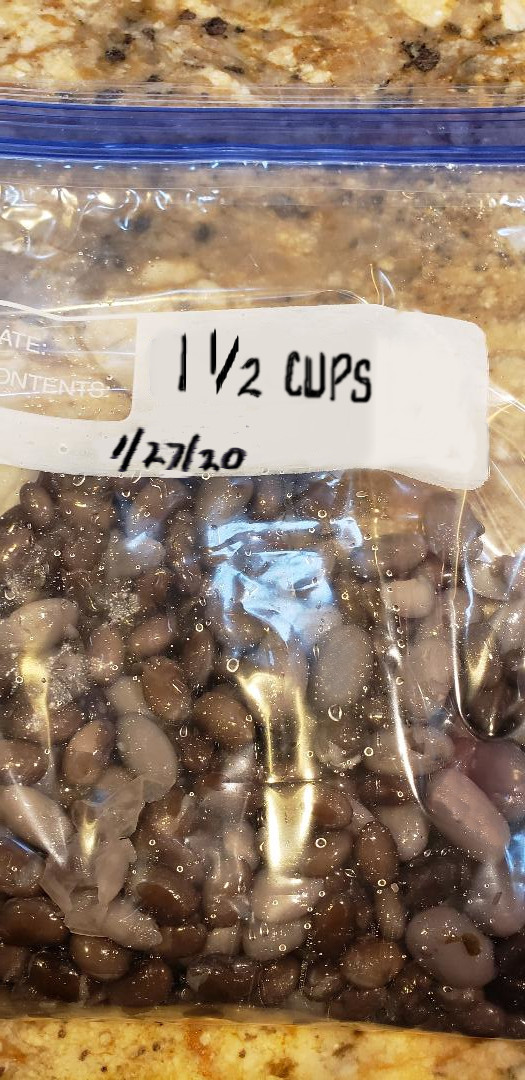 1 1/2 CUPS
ATE:
ONTENTS:
1/27/20